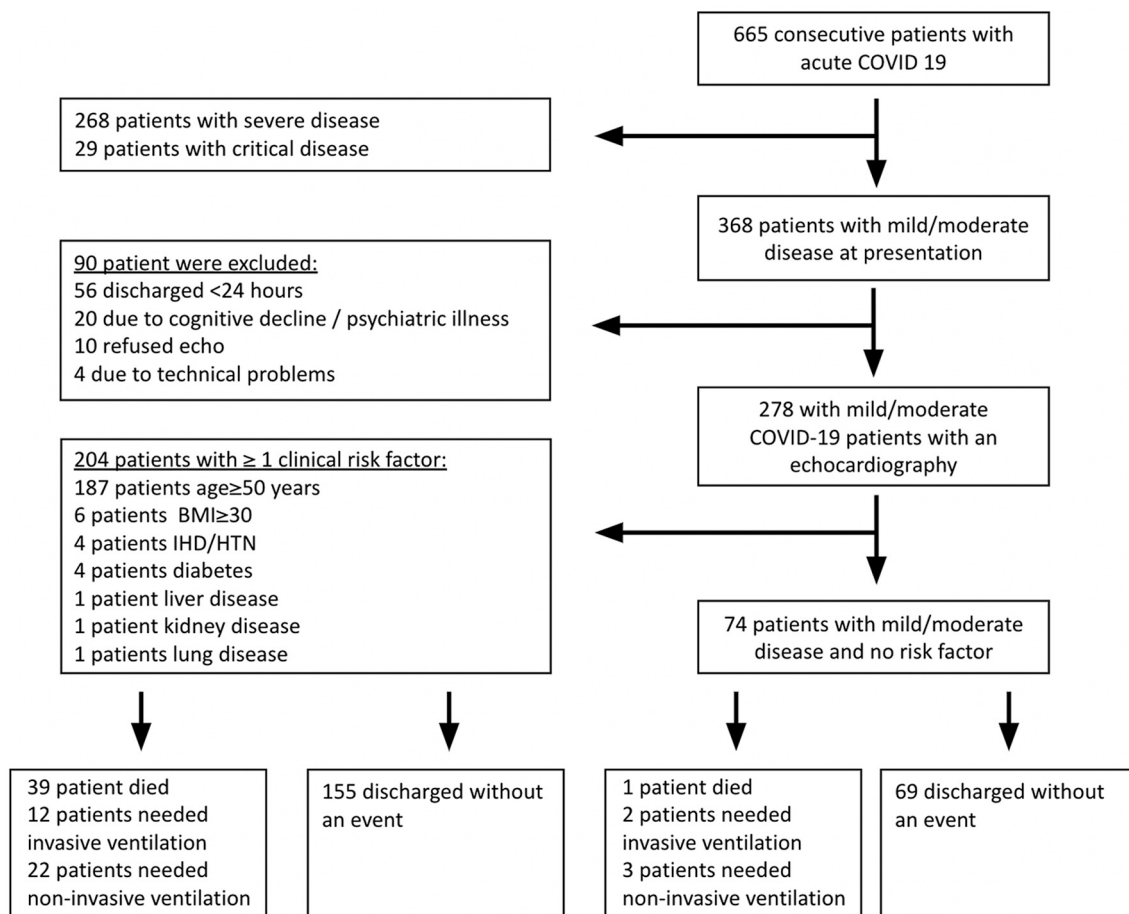 665 consecutive patients with
acute COVID 19
268 patients with severe disease
29 patients with critical disease
368 patients with mild/moderate
disease at presentation
90 patient were excluded:
56 discharged <24 hours
20 due to cognitive decline / psychiatric illness
10 refused echo
4 due to technical problems
278 with mild/moderate
COVID-19 patients with an
echocardiography
204 patients with ≥ 1 clinical risk factor:
187 patients age≥50 years
6 patients  BMI≥30
4 patients IHD/HTN
4 patients diabetes
1 patient liver disease
1 patient kidney disease
1 patients lung disease
74 patients with mild/moderate
disease and no risk factor
39 patient died
12 patients needed
invasive ventilation
22 patients needed
non-invasive ventilation
155 discharged without
an event
1 patient died
2 patients needed
invasive ventilation
3 patients needed
non-invasive ventilation
69 discharged without
an event